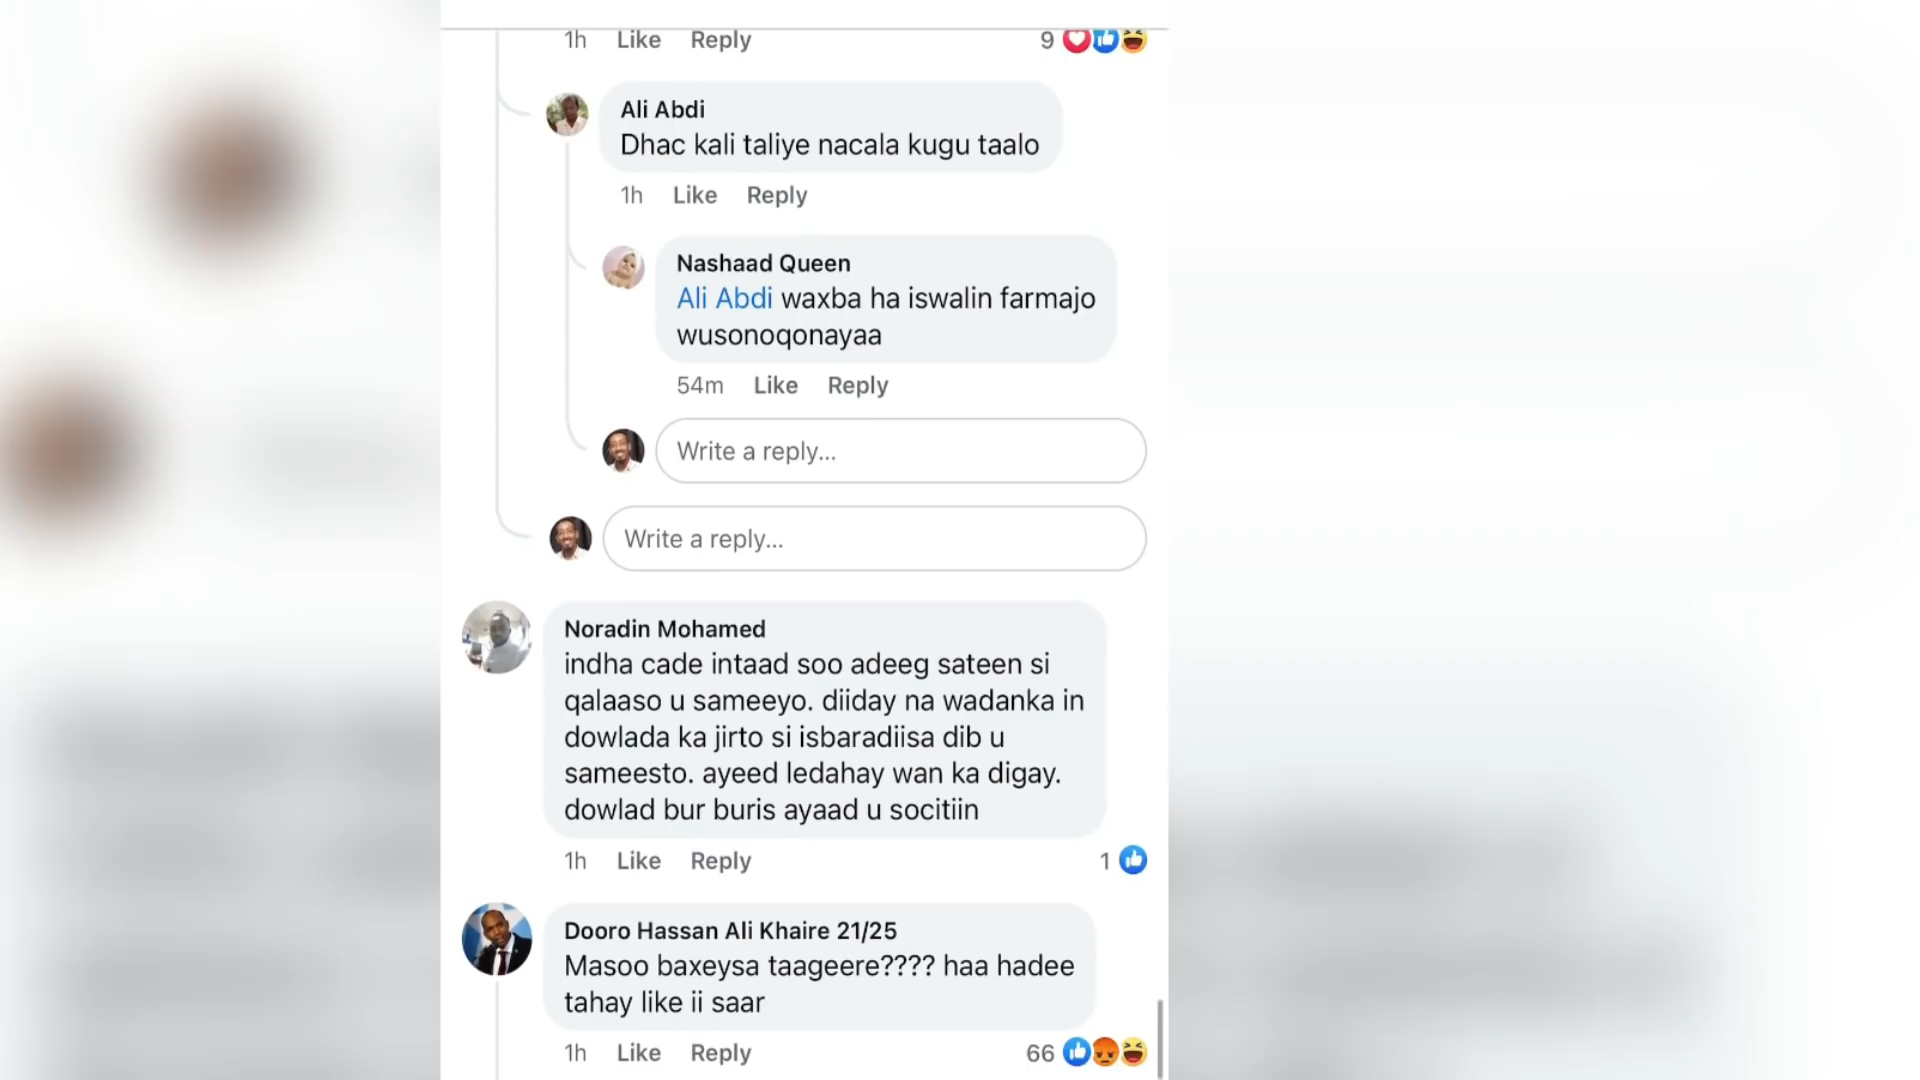 1h Like Reply 9
Ali Abdi
Dhac kali taliye nacala kugu taalo
1h Like Reply
Nashaad Queen
Ali Abdi waxba ha iswalin farmajo
wusonoqonayaa
54m Like Reply
Write a reply...
Write a reply...
Noradin Mohamed
indha cade intaad soo adeeg sateen si
qalaaso u sameeyo. diiday na wadanka in
dowlada ka jirto si isbaradiisa dib u
sameesto. ayeed ledahay wan ka digay.
dowlad bur buris ayaad u socitiin
1h Like Reply 1
Dooro Hassan Ali Khaire 21/25
Masoo baxeysa taageere???? haa hadee
tahay like ii saar
1h Like Reply 66